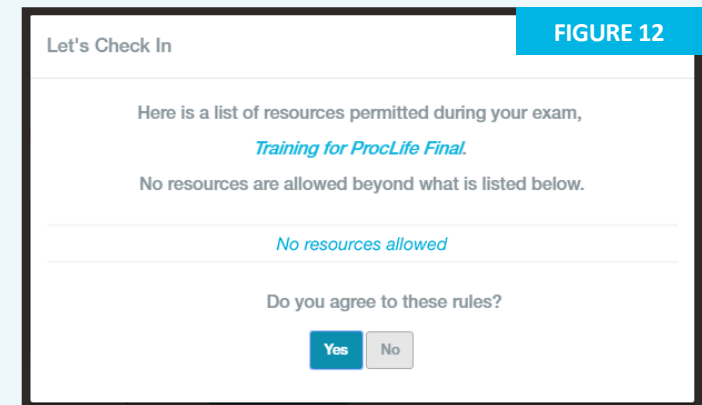 FIGURE 12
Let's Check In
Here is a list of resources permitted during your exam,
Training for ProcLife Final.
No resources are allowed beyond what is listed below.
No resources allowed
Do you agree to these rules?
Yes No